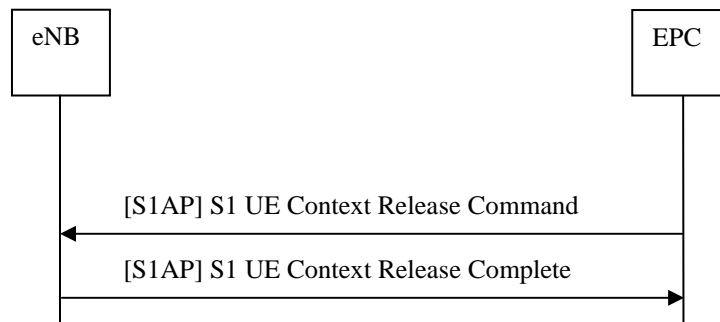 eNB
EPC
[S1AP] S1 UE Context Release Command
[S1AP] S1 UE Context Release Complete